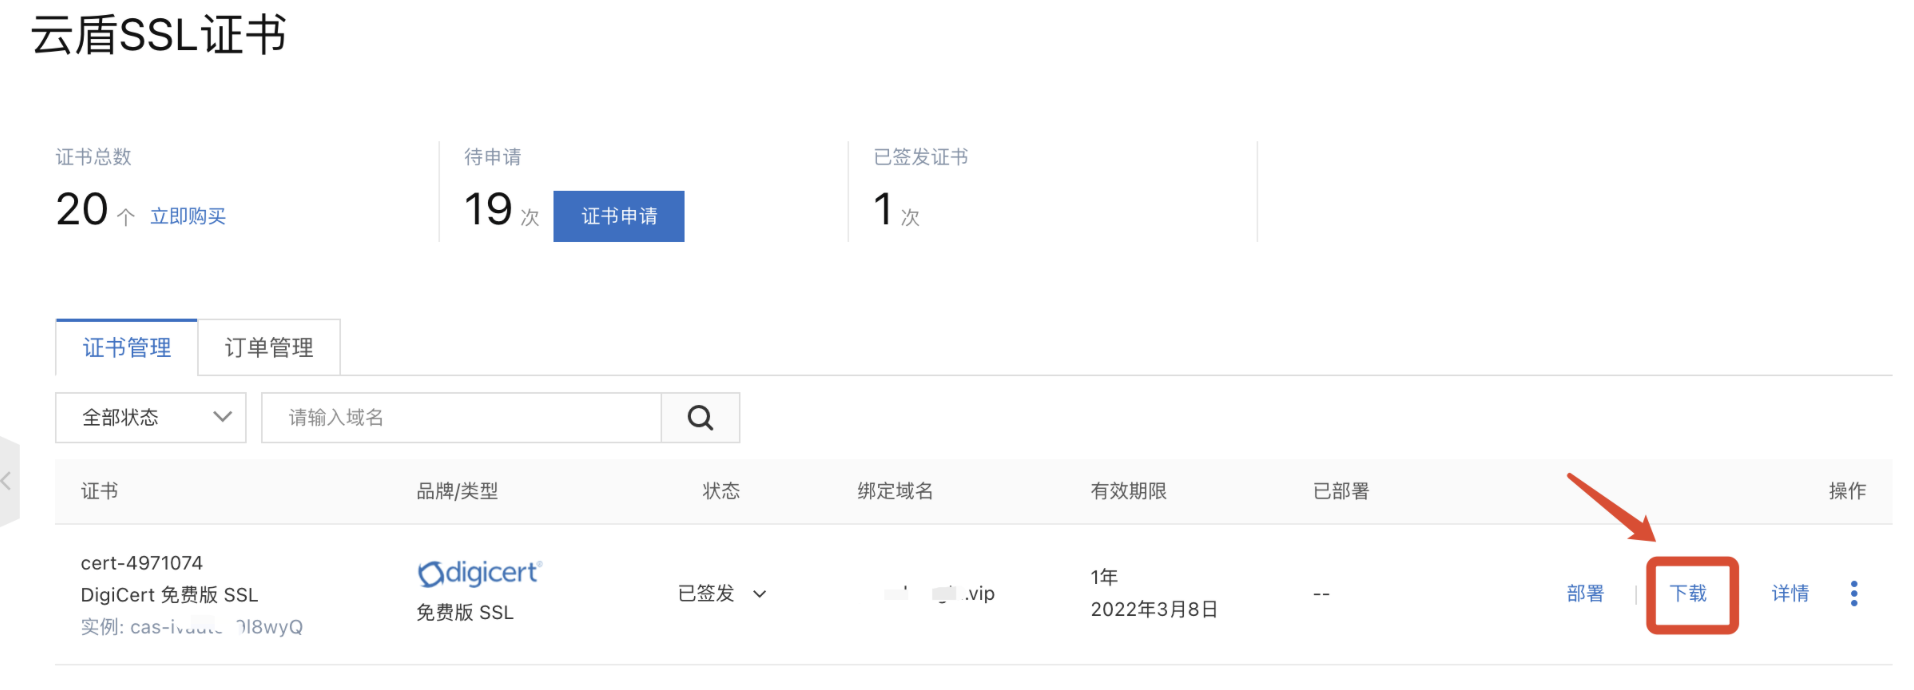 云盾SSL证书
证书总数
待申请
已签发证书
20 个 立即购买
19 次 证书申请
1 次
证书管理
订单管理
全部状态
请输入域名
证书
品牌/类型
状态
绑定域名
有效期限
已部署
操作
cert-4971074
DigiCert 免费版 SSL
实例: cas-
l8wyQ
digicert
免费版 SSL
已签发
.vip
1年
2022年3月8日
--
部署
下载
详情